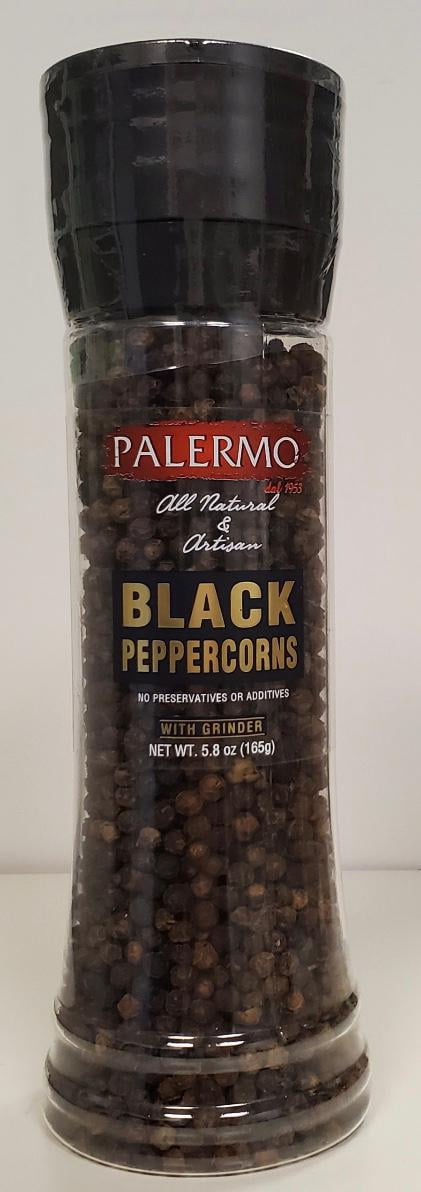 PALERMO
dal 1953
All Natural
&
Artisan
BLACK
PEPPERCORNS
NO PRESERVATIVES OR ADDITIVES
WITH GRINDER
NET WT. 5.8 oz (165g)